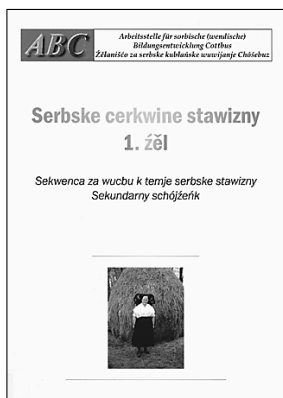 ABC
Arbeitsstelle für sorbische (wendische)
Bildungsentwicklung Cottbus
Źěłanišćo za serbske kubłańske wuwijanje Chóśebuz
Serbske cerkwine stawizny
1. źěl
Sekwenca za wucbu k temje serbske stawizny
Sekundarny schójźeńk